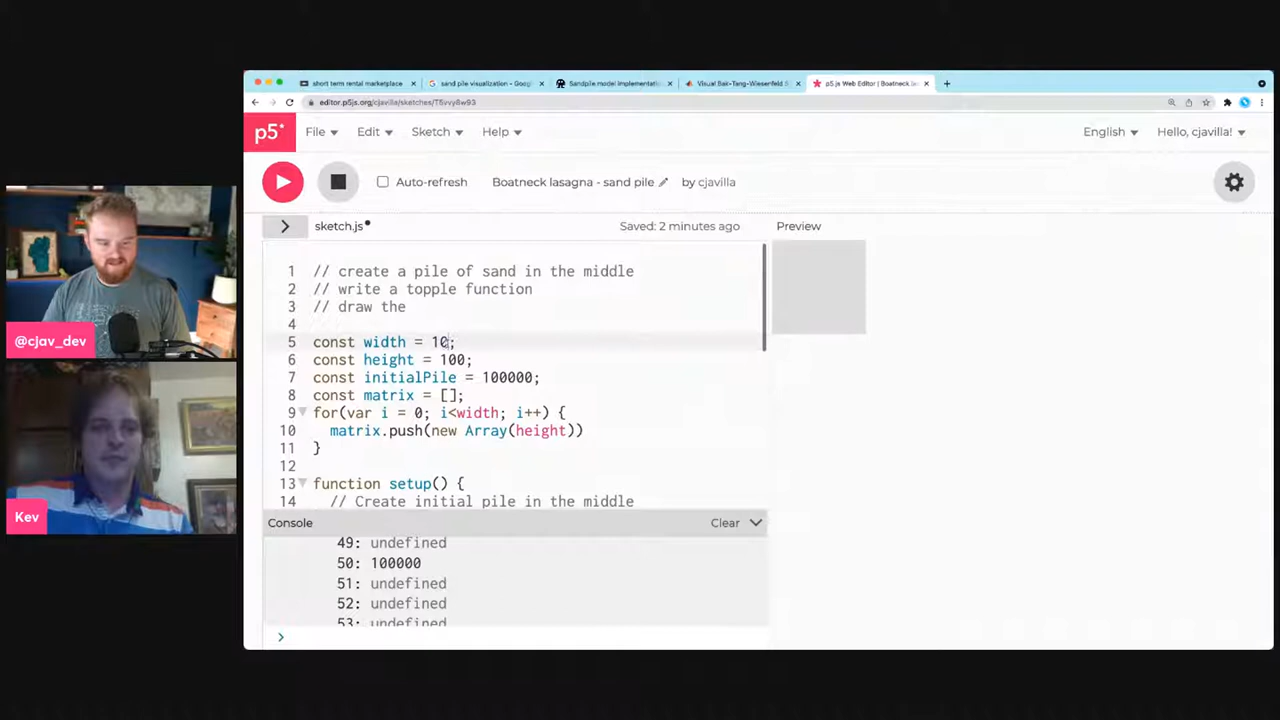 short term rental marketplace
sand pile visualization - Goog
Sandpile model implementation
Visual Bak-Tang-Wiesenfeld S
p5.js Web Editor | Boatneck la
editor.p5js.org/cjavilla/sketches/T5vvy8w93
p5* File Edit Sketch Help English Hello, cjavilla!
Auto-refresh Boatneck lasagna - sand pile by cjavilla
> sketch.js• Saved: 2 minutes ago Preview
1 // create a pile of sand in the middle
2 // write a topple function
3 // draw the
4
5 const width = 10;
6 const height = 100;
7 const initialPile = 100000;
8 const matrix = [];
9 for(var i = 0; i<width; i++) {
10 matrix.push(new Array(height))
11 }
12
13 function setup() {
14 // Create initial pile in the middle
Console Clear
49: undefined
50: 100000
51: undefined
52: undefined
53: undefined
>
@cjav_dev
Kev